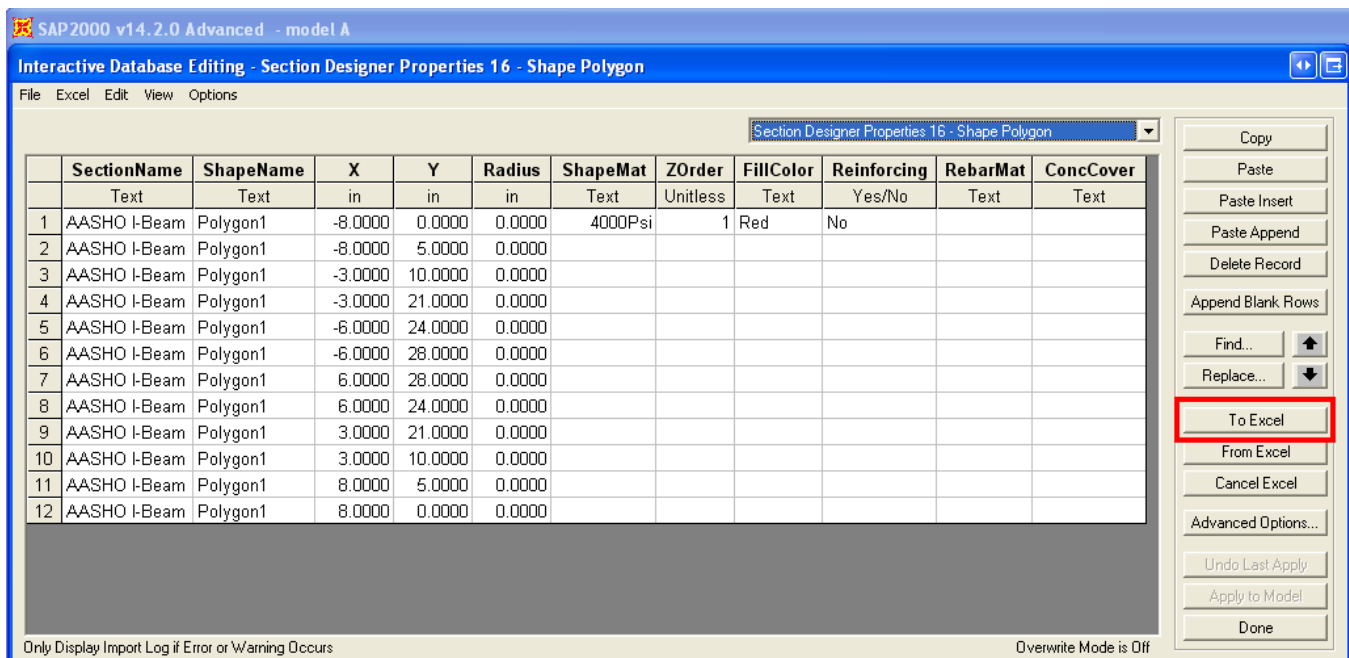 SAP2000 v14.2.0 Advanced - model A
Interactive Database Editing - Section Designer Properties 16 - Shape Polygon
File Excel Edit View Options
Section Designer Properties 16 - Shape Polygon
SectionName ShapeName X Y Radius ShapeMat ZOrder FillColor Reinforcing RebarMat ConcCover
Text Text in in in Text Unitless Text Yes/No Text Text
1 AASHO I-Beam Polygon1 -8.0000 0.0000 0.0000 4000Psi 1 Red No
2 AASHO I-Beam Polygon1 -8.0000 5.0000 0.0000
3 AASHO I-Beam Polygon1 -3.0000 10.0000 0.0000
4 AASHO I-Beam Polygon1 -3.0000 21.0000 0.0000
5 AASHO I-Beam Polygon1 -6.0000 24.0000 0.0000
6 AASHO I-Beam Polygon1 -6.0000 28.0000 0.0000
7 AASHO I-Beam Polygon1 6.0000 28.0000 0.0000
8 AASHO I-Beam Polygon1 6.0000 24.0000 0.0000
9 AASHO I-Beam Polygon1 3.0000 21.0000 0.0000
10 AASHO I-Beam Polygon1 3.0000 10.0000 0.0000
11 AASHO I-Beam Polygon1 8.0000 5.0000 0.0000
12 AASHO I-Beam Polygon1 8.0000 0.0000 0.0000
Copy
Paste
Paste Insert
Paste Append
Delete Record
Append Blank Rows
Find...
Replace...
To Excel
From Excel
Cancel Excel
Advanced Options...
Undo Last Apply
Apply to Model
Done
Only Display Import Log if Error or Warning Occurs
Overwrite Mode is Off